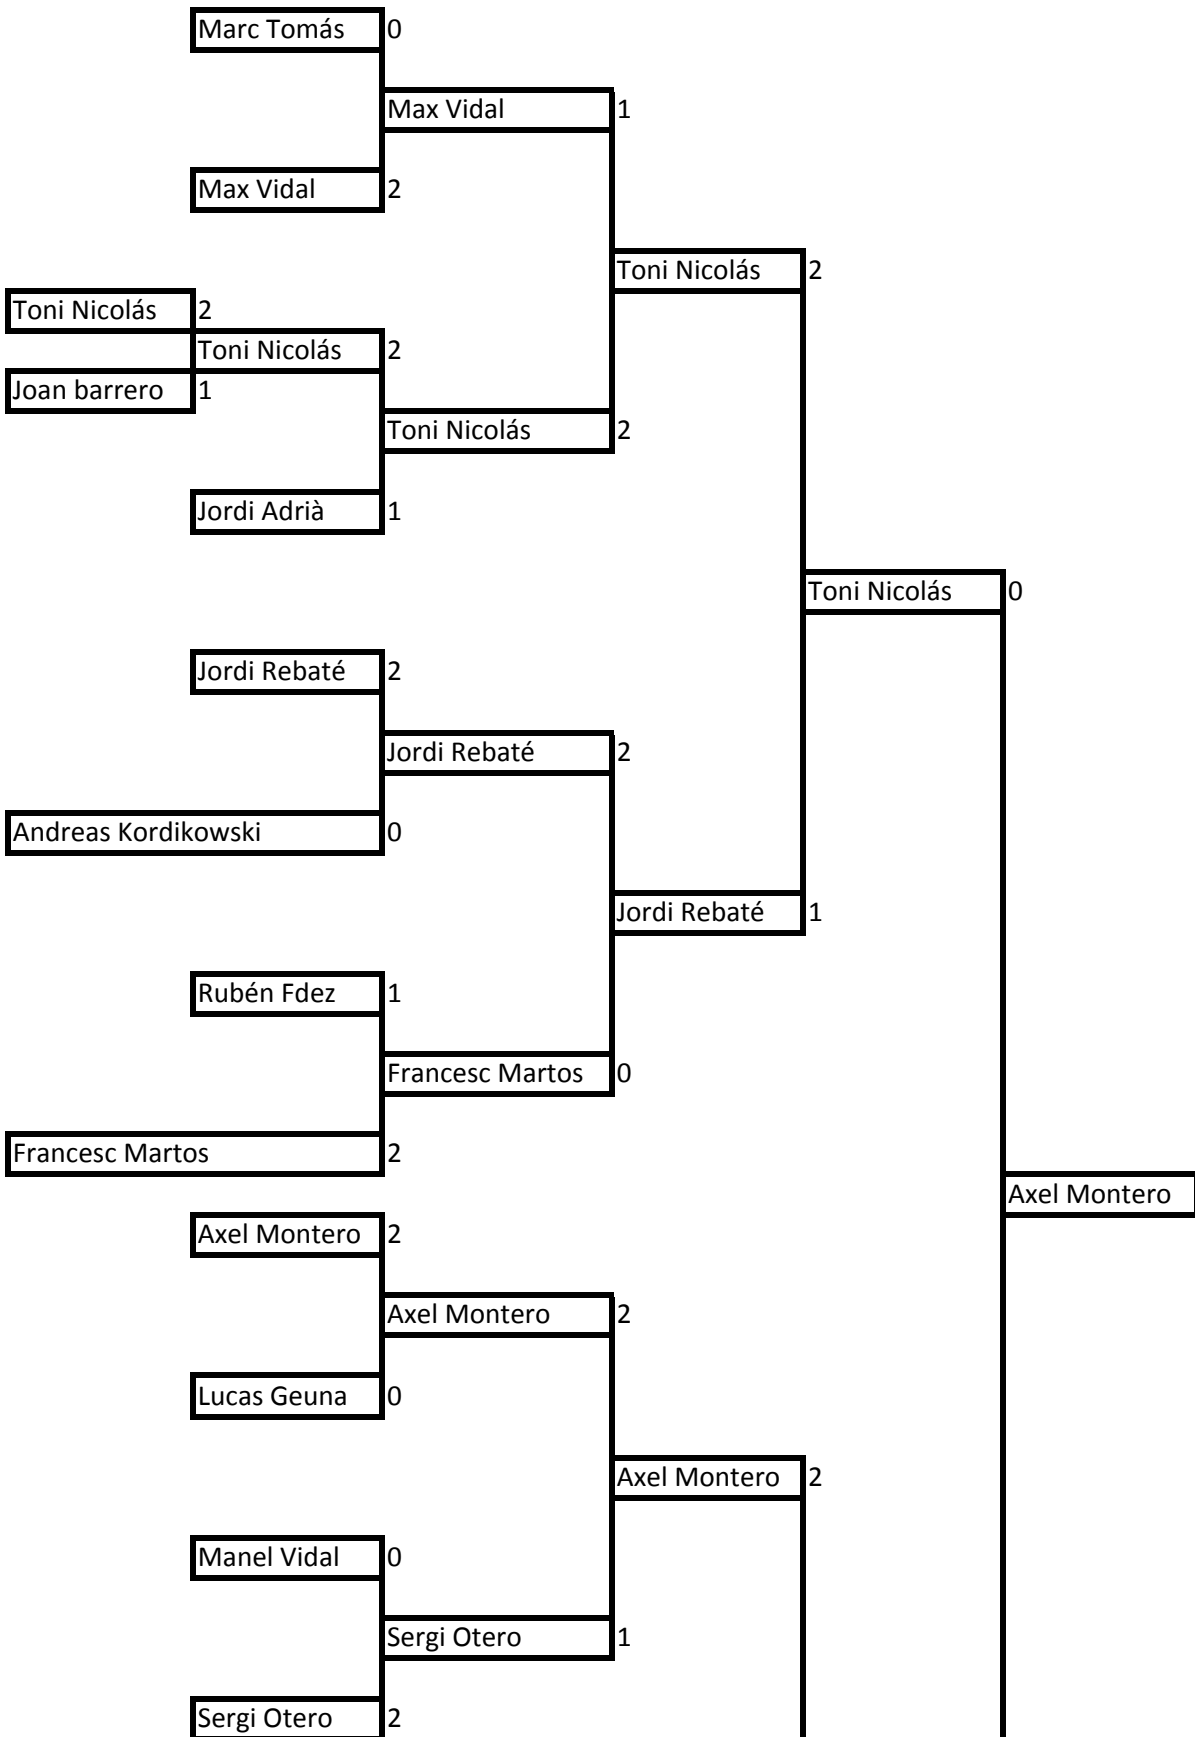 Marc Tomás 0
Max Vidal 1
Max Vidal 2
Toni Nicolás 2
Toni Nicolás 2
Toni Nicolás 2
Joan barrero 1
Toni Nicolás 2
Jordi Adrià 1
Toni Nicolás 0
Jordi Rebaté 2
Jordi Rebaté 2
Andreas Kordikowski 0
Jordi Rebaté 1
Rubén Fdez 1
Francesc Martos 0
Francesc Martos 2
Axel Montero
Axel Montero 2
Axel Montero 2
Lucas Geuna 0
Axel Montero 2
Manel Vidal 0
Sergi Otero 1
Sergi Otero 2